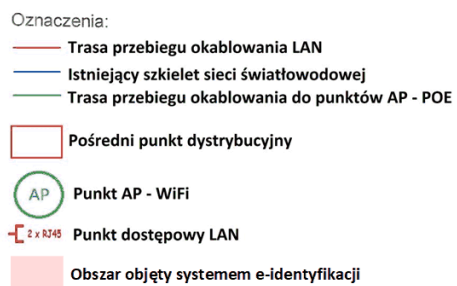 Oznaczenia:
Trasa przebiegu okablowania LAN
Istniejący szkielet sieci światłowodowej
Trasa przebiegu okablowania do punktów AP - POE
Pośredni punkt dystrybucyjny
AP Punkt AP - WiFi
2 x RJ45 Punkt dostępowy LAN
Obszar objęty systemem e-identyfikacji